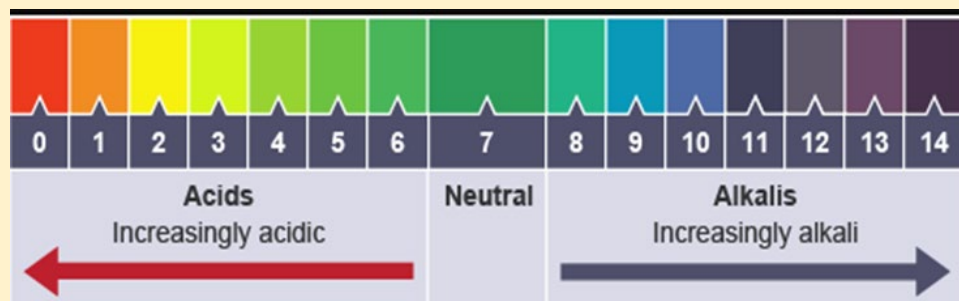 0 1 2 3 4 5 6 7 8 9 10 11 12 13 14
Acids Neutral Alkalis
Increasingly acidic Increasingly alkali